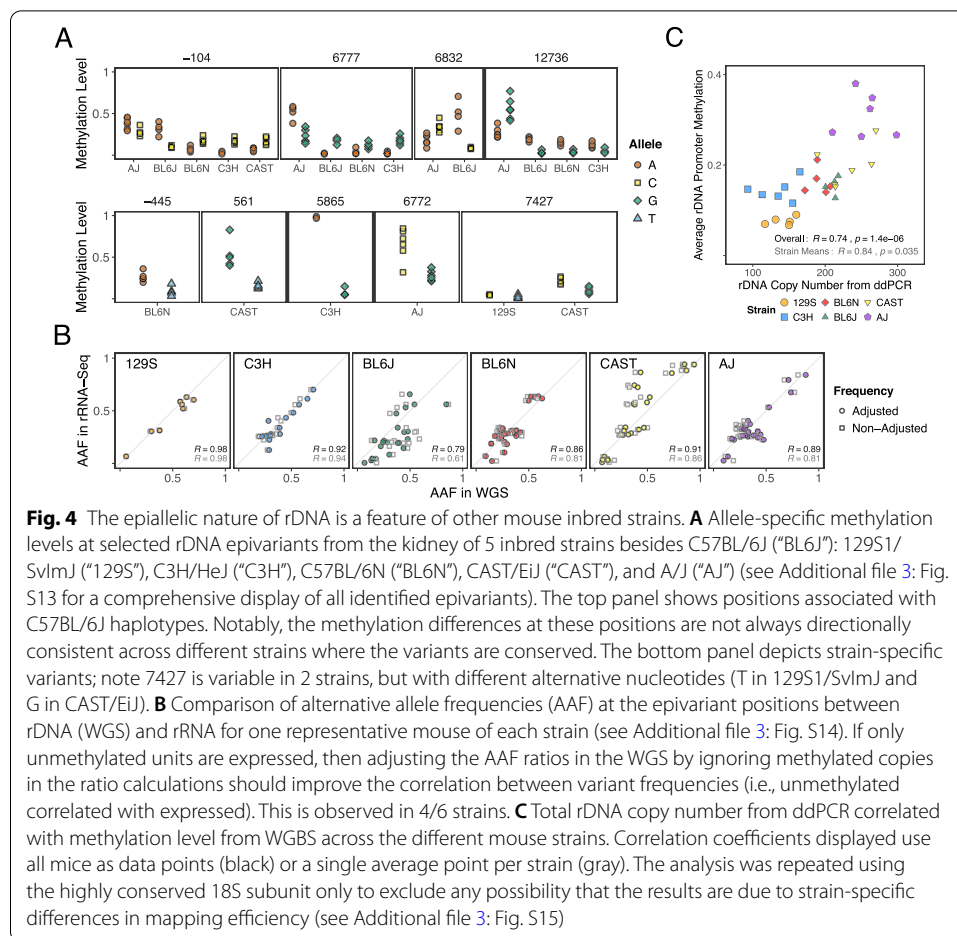 A
−104 6777 6832 12736
Methylation Level
1
0.5
0
AJ BL6J BL6N C3H CAST AJ BL6J BL6N C3H AJ BL6J AJ BL6J BL6N C3H
Allele
A
C
G
T
−445 561 5865 6772 7427
Methylation Level
1
0.5
0
BL6N CAST C3H AJ 129S CAST
C
Average rDNA Promoter Methylation
0.4
0.2
0
Overall: R = 0.74 , p = 1.4e−06
Strain Means: R = 0.84 , p = 0.035
100 200 300
rDNA Copy Number from ddPCR
Strain 129S BL6N CAST
C3H BL6J AJ
B
AAF in rRNA−Seq
1
0.5
0
129S C3H BL6J BL6N CAST AJ
R = 0.98 R = 0.92 R = 0.79 R = 0.86 R = 0.91 R = 0.89
R = 0.98 R = 0.94 R = 0.61 R = 0.81 R = 0.86 R = 0.81
0.5 1 0.5 1 0.5 1 0.5 1 0.5 1 0.5 1
AAF in WGS
Frequency
Adjusted
Non−Adjusted
Fig. 4 The epiallelic nature of rDNA is a feature of other mouse inbred strains. A Allele-specific methylation
levels at selected rDNA epivariants from the kidney of 5 inbred strains besides C57BL/6J (“BL6J”): 129S1/
SvImJ (“129S”), C3H/HeJ (“C3H”), C57BL/6N (“BL6N”), CAST/EiJ (“CAST”), and A/J (“AJ”) (see Additional file 3: Fig.
S13 for a comprehensive display of all identified epivariants). The top panel shows positions associated with
C57BL/6J haplotypes. Notably, the methylation differences at these positions are not always directionally
consistent across different strains where the variants are conserved. The bottom panel depicts strain-specific
variants; note 7427 is variable in 2 strains, but with different alternative nucleotides (T in 129S1/SvImJ and
G in CAST/EiJ). B Comparison of alternative allele frequencies (AAF) at the epivariant positions between
rDNA (WGS) and rRNA for one representative mouse of each strain (see Additional file 3: Fig. S14). If only
unmethylated units are expressed, then adjusting the AAF ratios in the WGS by ignoring methylated copies
in the ratio calculations should improve the correlation between variant frequencies (i.e., unmethylated
correlated with expressed). This is observed in 4/6 strains. C Total rDNA copy number from ddPCR correlated
with methylation level from WGBS across the different mouse strains. Correlation coefficients displayed use
all mice as data points (black) or a single average point per strain (gray). The analysis was repeated using
the highly conserved 18S subunit only to exclude any possibility that the results are due to strain-specific
differences in mapping efficiency (see Additional file 3: Fig. S15)